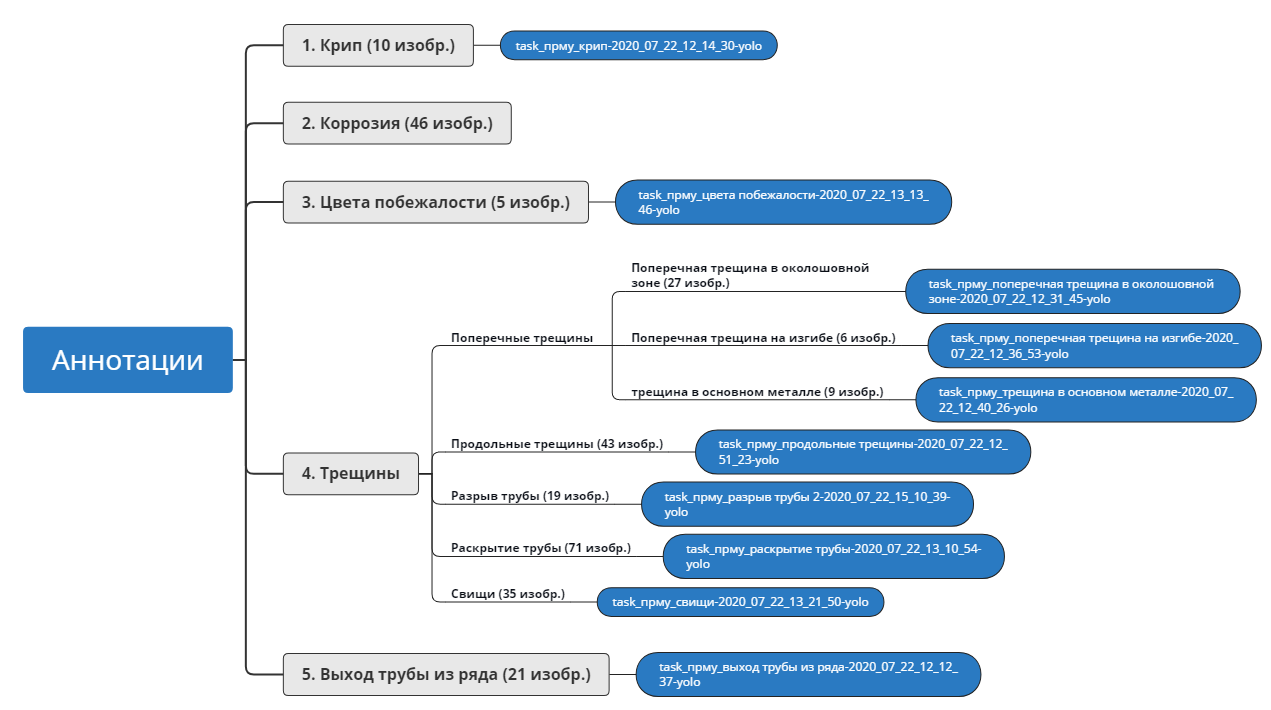 Аннотации
1. Крип (10 изобр.)
task_прму_крип-2020_07_22_12_14_30-yolo
2. Коррозия (46 изобр.)
3. Цвета побежалости (5 изобр.)
task_прму_цвета побежалости-2020_07_22_13_13_
46-yolo
4. Трещины
Поперечные трещины
Поперечная трещина в околошовной
зоне (27 изобр.)
task_прму_поперечная трещина в околошовной
зоне-2020_07_22_12_31_45-yolo
Поперечная трещина на изгибе (6 изобр.)
task_прму_поперечная трещина на изгибе-2020_
07_22_12_36_53-yolo
трещина в основном металле (9 изобр.)
task_прму_трещина в основном металле-2020_07_
22_12_40_26-yolo
Продольные трещины (43 изобр.)
task_прму_продольные трещины-2020_07_22_12_
51_23-yolo
Разрыв трубы (19 изобр.)
task_прму_разрыв трубы 2-2020_07_22_15_10_39-
yolo
Раскрытие трубы (71 изобр.)
task_прму_раскрытие трубы-2020_07_22_13_10_54-
yolo
Свищи (35 изобр.)
task_прму_свищи-2020_07_22_13_21_50-yolo
5. Выход трубы из ряда (21 изобр.)
task_прму_выход трубы из ряда-2020_07_22_12_12_
37-yolo